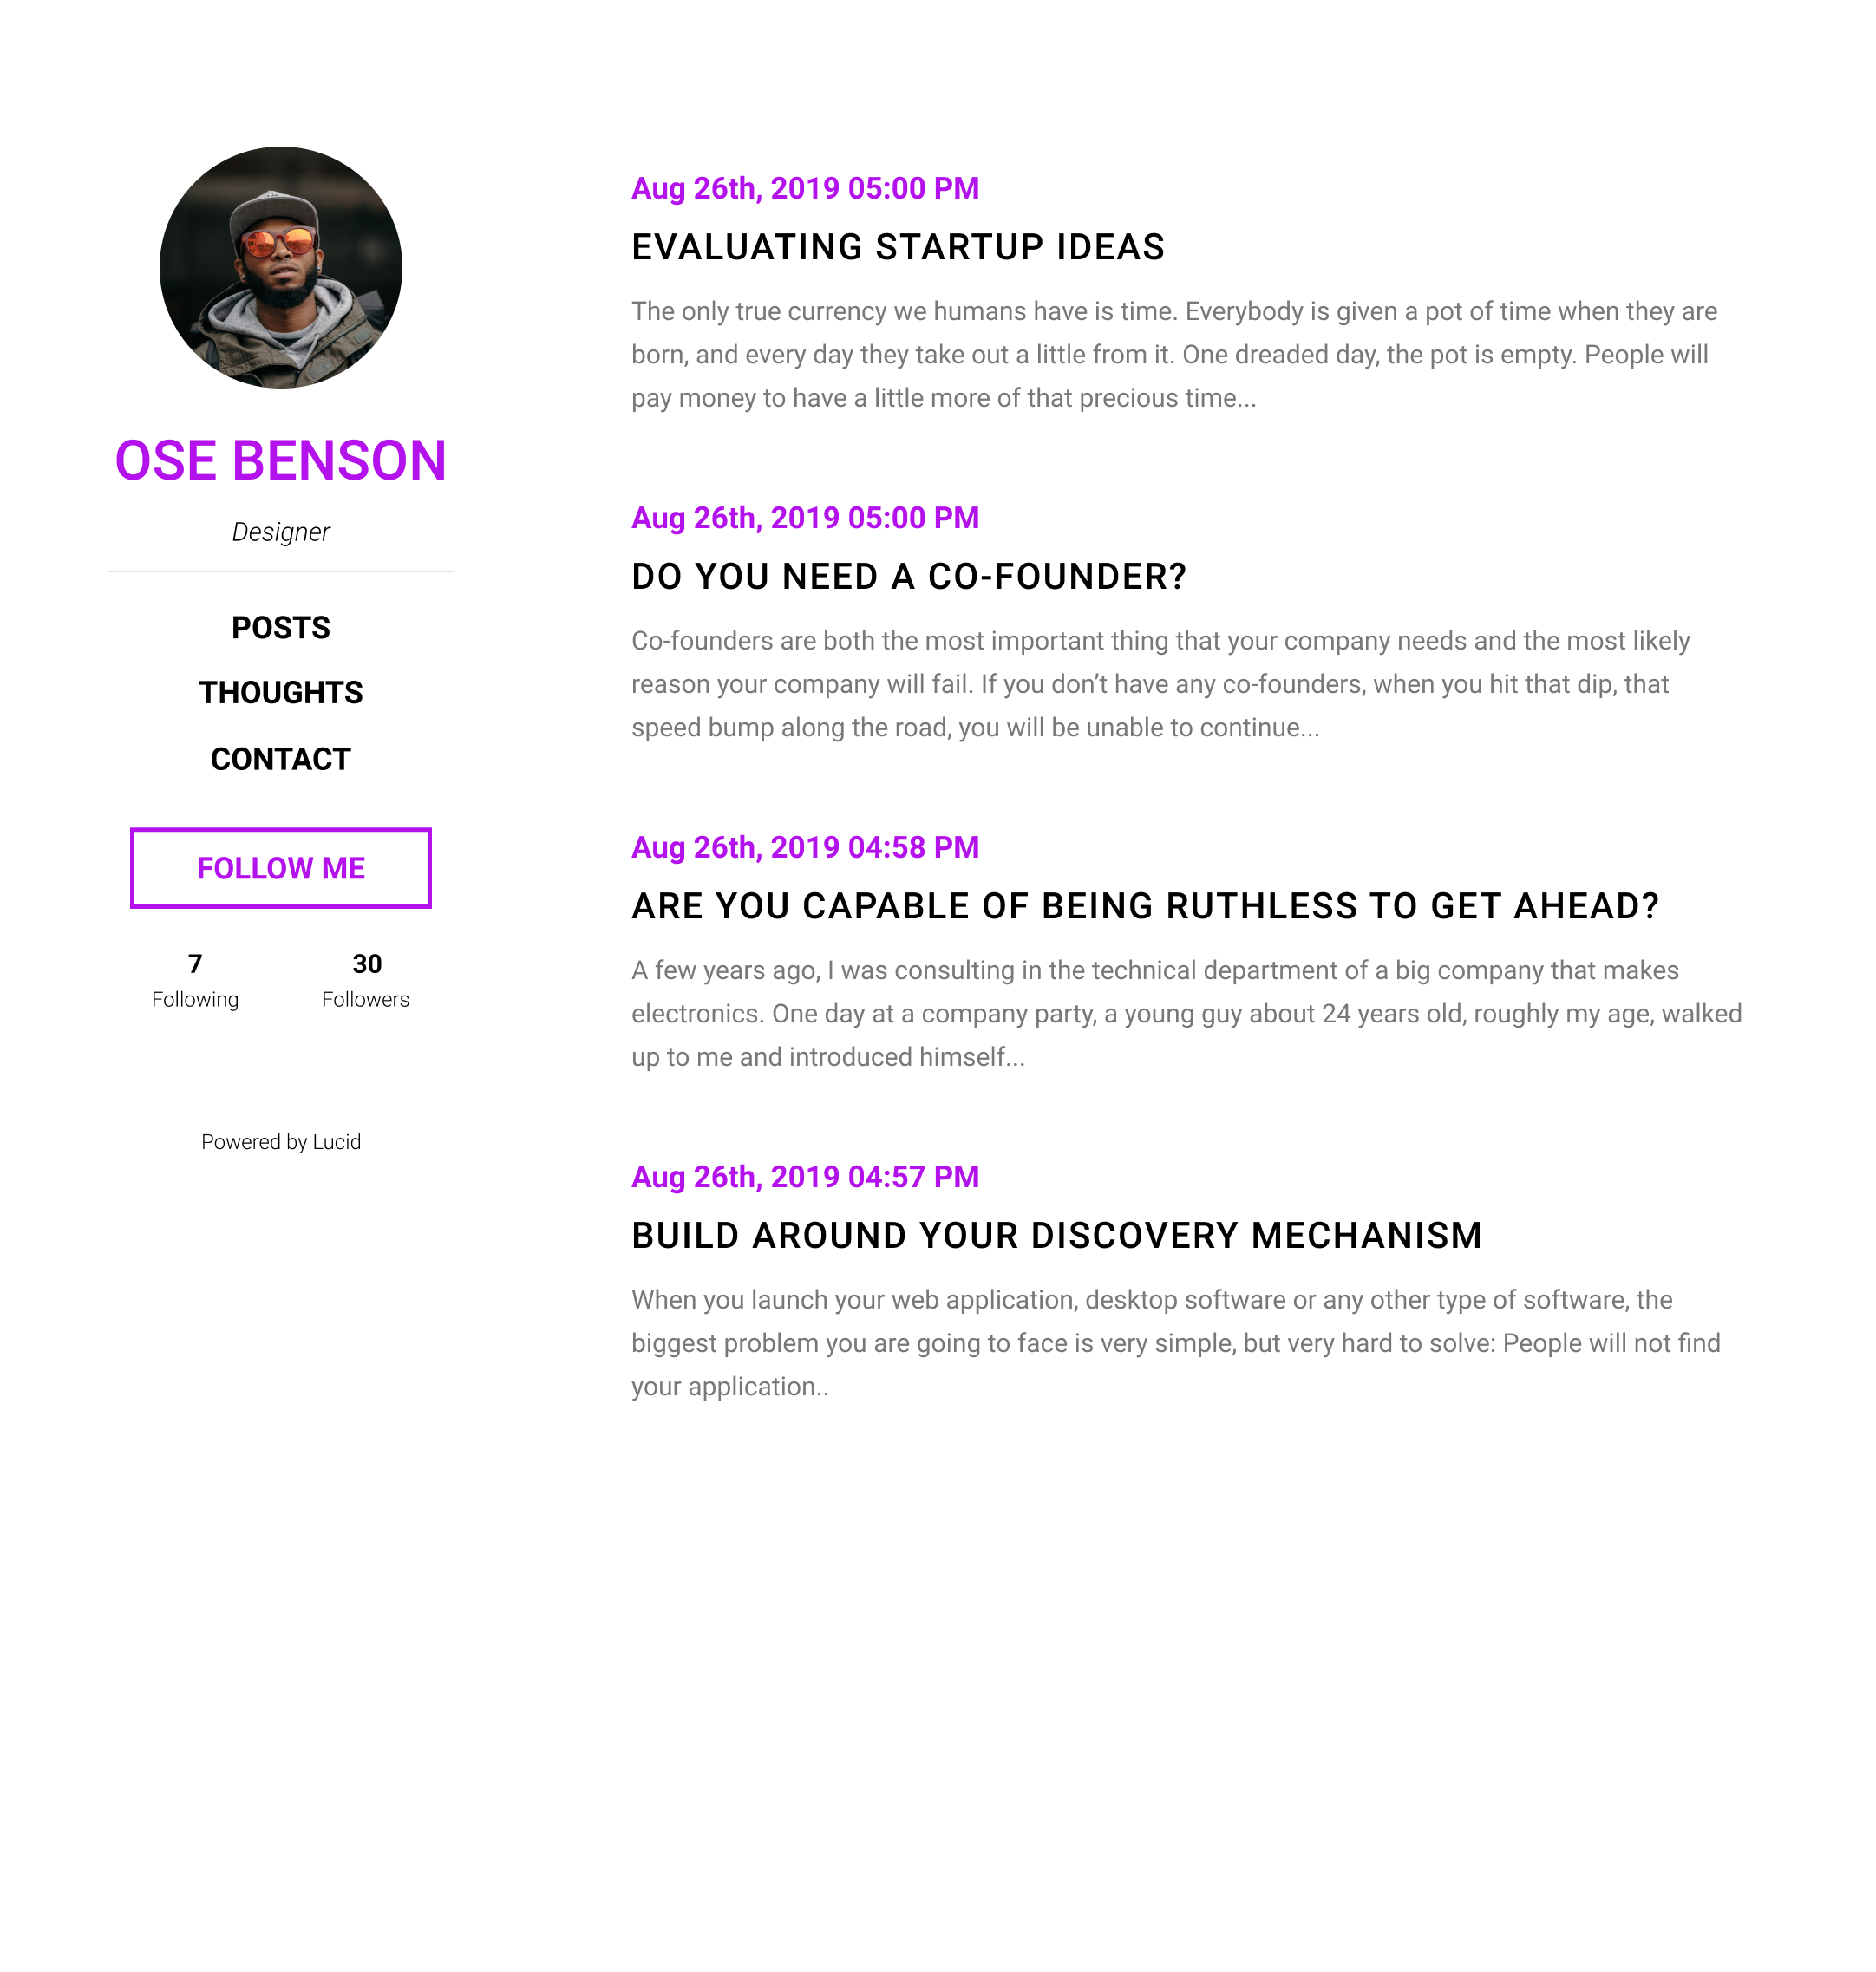 OSE BENSON
Designer
POSTS
THOUGHTS
CONTACT
FOLLOW ME
7 30
Following Followers
Powered by Lucid
Aug 26th, 2019 05:00 PM
EVALUATING STARTUP IDEAS
The only true currency we humans have is time. Everybody is given a pot of time when they are
born, and every day they take out a little from it. One dreaded day, the pot is empty. People will
pay money to have a little more of that precious time...
Aug 26th, 2019 05:00 PM
DO YOU NEED A CO-FOUNDER?
Co-founders are both the most important thing that your company needs and the most likely
reason your company will fail. If you don’t have any co-founders, when you hit that dip, that
speed bump along the road, you will be unable to continue...
Aug 26th, 2019 04:58 PM
ARE YOU CAPABLE OF BEING RUTHLESS TO GET AHEAD?
A few years ago, I was consulting in the technical department of a big company that makes
electronics. One day at a company party, a young guy about 24 years old, roughly my age, walked
up to me and introduced himself...
Aug 26th, 2019 04:57 PM
BUILD AROUND YOUR DISCOVERY MECHANISM
When you launch your web application, desktop software or any other type of software, the
biggest problem you are going to face is very simple, but very hard to solve: People will not find
your application..